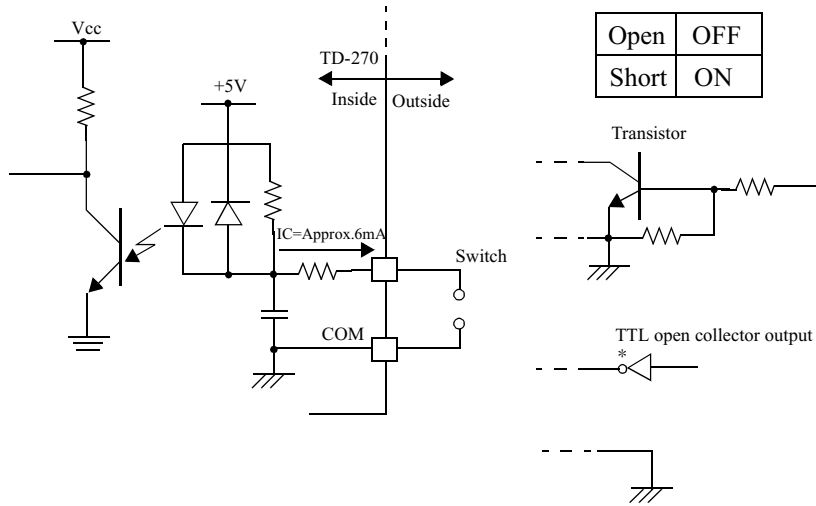 Vcc
+5V
TD-270
Inside
Outside
IC=Approx.6mA
Switch
COM
Open OFF
Short ON
Transistor
TTL open collector output
*